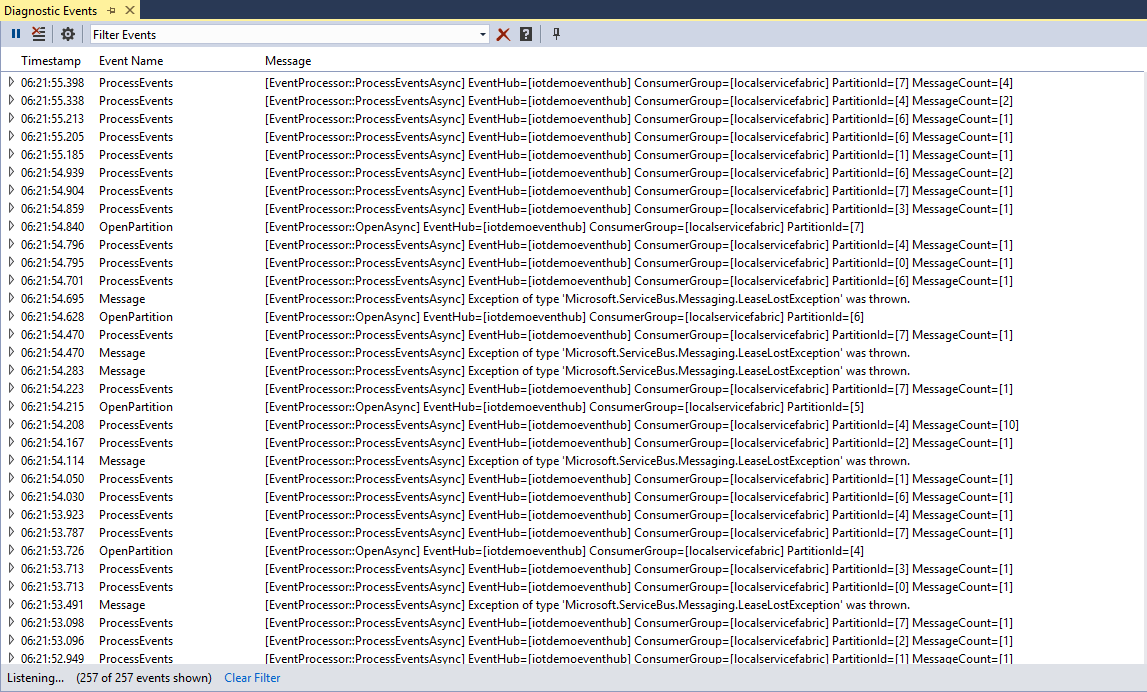 Diagnostic Events
Filter Events
Timestamp Event Name Message
06:21:55.398 ProcessEvents [EventProcessor::ProcessEventsAsync] EventHub=[iotdemoeventhub] ConsumerGroup=[localservicefabric] PartitionId=[7] MessageCount=[4]
06:21:55.338 ProcessEvents [EventProcessor::ProcessEventsAsync] EventHub=[iotdemoeventhub] ConsumerGroup=[localservicefabric] PartitionId=[4] MessageCount=[2]
06:21:55.213 ProcessEvents [EventProcessor::ProcessEventsAsync] EventHub=[iotdemoeventhub] ConsumerGroup=[localservicefabric] PartitionId=[6] MessageCount=[1]
06:21:55.205 ProcessEvents [EventProcessor::ProcessEventsAsync] EventHub=[iotdemoeventhub] ConsumerGroup=[localservicefabric] PartitionId=[6] MessageCount=[1]
06:21:55.185 ProcessEvents [EventProcessor::ProcessEventsAsync] EventHub=[iotdemoeventhub] ConsumerGroup=[localservicefabric] PartitionId=[1] MessageCount=[1]
06:21:54.939 ProcessEvents [EventProcessor::ProcessEventsAsync] EventHub=[iotdemoeventhub] ConsumerGroup=[localservicefabric] PartitionId=[6] MessageCount=[2]
06:21:54.904 ProcessEvents [EventProcessor::ProcessEventsAsync] EventHub=[iotdemoeventhub] ConsumerGroup=[localservicefabric] PartitionId=[7] MessageCount=[1]
06:21:54.859 ProcessEvents [EventProcessor::ProcessEventsAsync] EventHub=[iotdemoeventhub] ConsumerGroup=[localservicefabric] PartitionId=[3] MessageCount=[1]
06:21:54.840 OpenPartition [EventProcessor::OpenAsync] EventHub=[iotdemoeventhub] ConsumerGroup=[localservicefabric] PartitionId=[7]
06:21:54.796 ProcessEvents [EventProcessor::ProcessEventsAsync] EventHub=[iotdemoeventhub] ConsumerGroup=[localservicefabric] PartitionId=[4] MessageCount=[1]
06:21:54.795 ProcessEvents [EventProcessor::ProcessEventsAsync] EventHub=[iotdemoeventhub] ConsumerGroup=[localservicefabric] PartitionId=[0] MessageCount=[1]
06:21:54.701 ProcessEvents [EventProcessor::ProcessEventsAsync] EventHub=[iotdemoeventhub] ConsumerGroup=[localservicefabric] PartitionId=[6] MessageCount=[1]
06:21:54.695 Message [EventProcessor::ProcessEventsAsync] Exception of type 'Microsoft.ServiceBus.Messaging.LeaseLostException' was thrown.
06:21:54.628 OpenPartition [EventProcessor::OpenAsync] EventHub=[iotdemoeventhub] ConsumerGroup=[localservicefabric] PartitionId=[6]
06:21:54.470 ProcessEvents [EventProcessor::ProcessEventsAsync] EventHub=[iotdemoeventhub] ConsumerGroup=[localservicefabric] PartitionId=[7] MessageCount=[1]
06:21:54.470 Message [EventProcessor::ProcessEventsAsync] Exception of type 'Microsoft.ServiceBus.Messaging.LeaseLostException' was thrown.
06:21:54.283 Message [EventProcessor::ProcessEventsAsync] Exception of type 'Microsoft.ServiceBus.Messaging.LeaseLostException' was thrown.
06:21:54.223 ProcessEvents [EventProcessor::ProcessEventsAsync] EventHub=[iotdemoeventhub] ConsumerGroup=[localservicefabric] PartitionId=[7] MessageCount=[1]
06:21:54.215 OpenPartition [EventProcessor::OpenAsync] EventHub=[iotdemoeventhub] ConsumerGroup=[localservicefabric] PartitionId=[5]
06:21:54.208 ProcessEvents [EventProcessor::ProcessEventsAsync] EventHub=[iotdemoeventhub] ConsumerGroup=[localservicefabric] PartitionId=[4] MessageCount=[10]
06:21:54.167 ProcessEvents [EventProcessor::ProcessEventsAsync] EventHub=[iotdemoeventhub] ConsumerGroup=[localservicefabric] PartitionId=[2] MessageCount=[1]
06:21:54.114 Message [EventProcessor::ProcessEventsAsync] Exception of type 'Microsoft.ServiceBus.Messaging.LeaseLostException' was thrown.
06:21:54.050 ProcessEvents [EventProcessor::ProcessEventsAsync] EventHub=[iotdemoeventhub] ConsumerGroup=[localservicefabric] PartitionId=[1] MessageCount=[1]
06:21:54.030 ProcessEvents [EventProcessor::ProcessEventsAsync] EventHub=[iotdemoeventhub] ConsumerGroup=[localservicefabric] PartitionId=[6] MessageCount=[1]
06:21:53.923 ProcessEvents [EventProcessor::ProcessEventsAsync] EventHub=[iotdemoeventhub] ConsumerGroup=[localservicefabric] PartitionId=[4] MessageCount=[1]
06:21:53.787 ProcessEvents [EventProcessor::ProcessEventsAsync] EventHub=[iotdemoeventhub] ConsumerGroup=[localservicefabric] PartitionId=[7] MessageCount=[1]
06:21:53.726 OpenPartition [EventProcessor::OpenAsync] EventHub=[iotdemoeventhub] ConsumerGroup=[localservicefabric] PartitionId=[4]
06:21:53.713 ProcessEvents [EventProcessor::ProcessEventsAsync] EventHub=[iotdemoeventhub] ConsumerGroup=[localservicefabric] PartitionId=[3] MessageCount=[1]
06:21:53.713 ProcessEvents [EventProcessor::ProcessEventsAsync] EventHub=[iotdemoeventhub] ConsumerGroup=[localservicefabric] PartitionId=[0] MessageCount=[1]
06:21:53.491 Message [EventProcessor::ProcessEventsAsync] Exception of type 'Microsoft.ServiceBus.Messaging.LeaseLostException' was thrown.
06:21:53.098 ProcessEvents [EventProcessor::ProcessEventsAsync] EventHub=[iotdemoeventhub] ConsumerGroup=[localservicefabric] PartitionId=[7] MessageCount=[1]
06:21:53.096 ProcessEvents [EventProcessor::ProcessEventsAsync] EventHub=[iotdemoeventhub] ConsumerGroup=[localservicefabric] PartitionId=[2] MessageCount=[1]
06:21:52.949 ProcessEvents [EventProcessor::ProcessEventsAsync] EventHub=[iotdemoeventhub] ConsumerGroup=[localservicefabric] PartitionId=[1] MessageCount=[1]
Listening... (257 of 257 events shown) Clear Filter